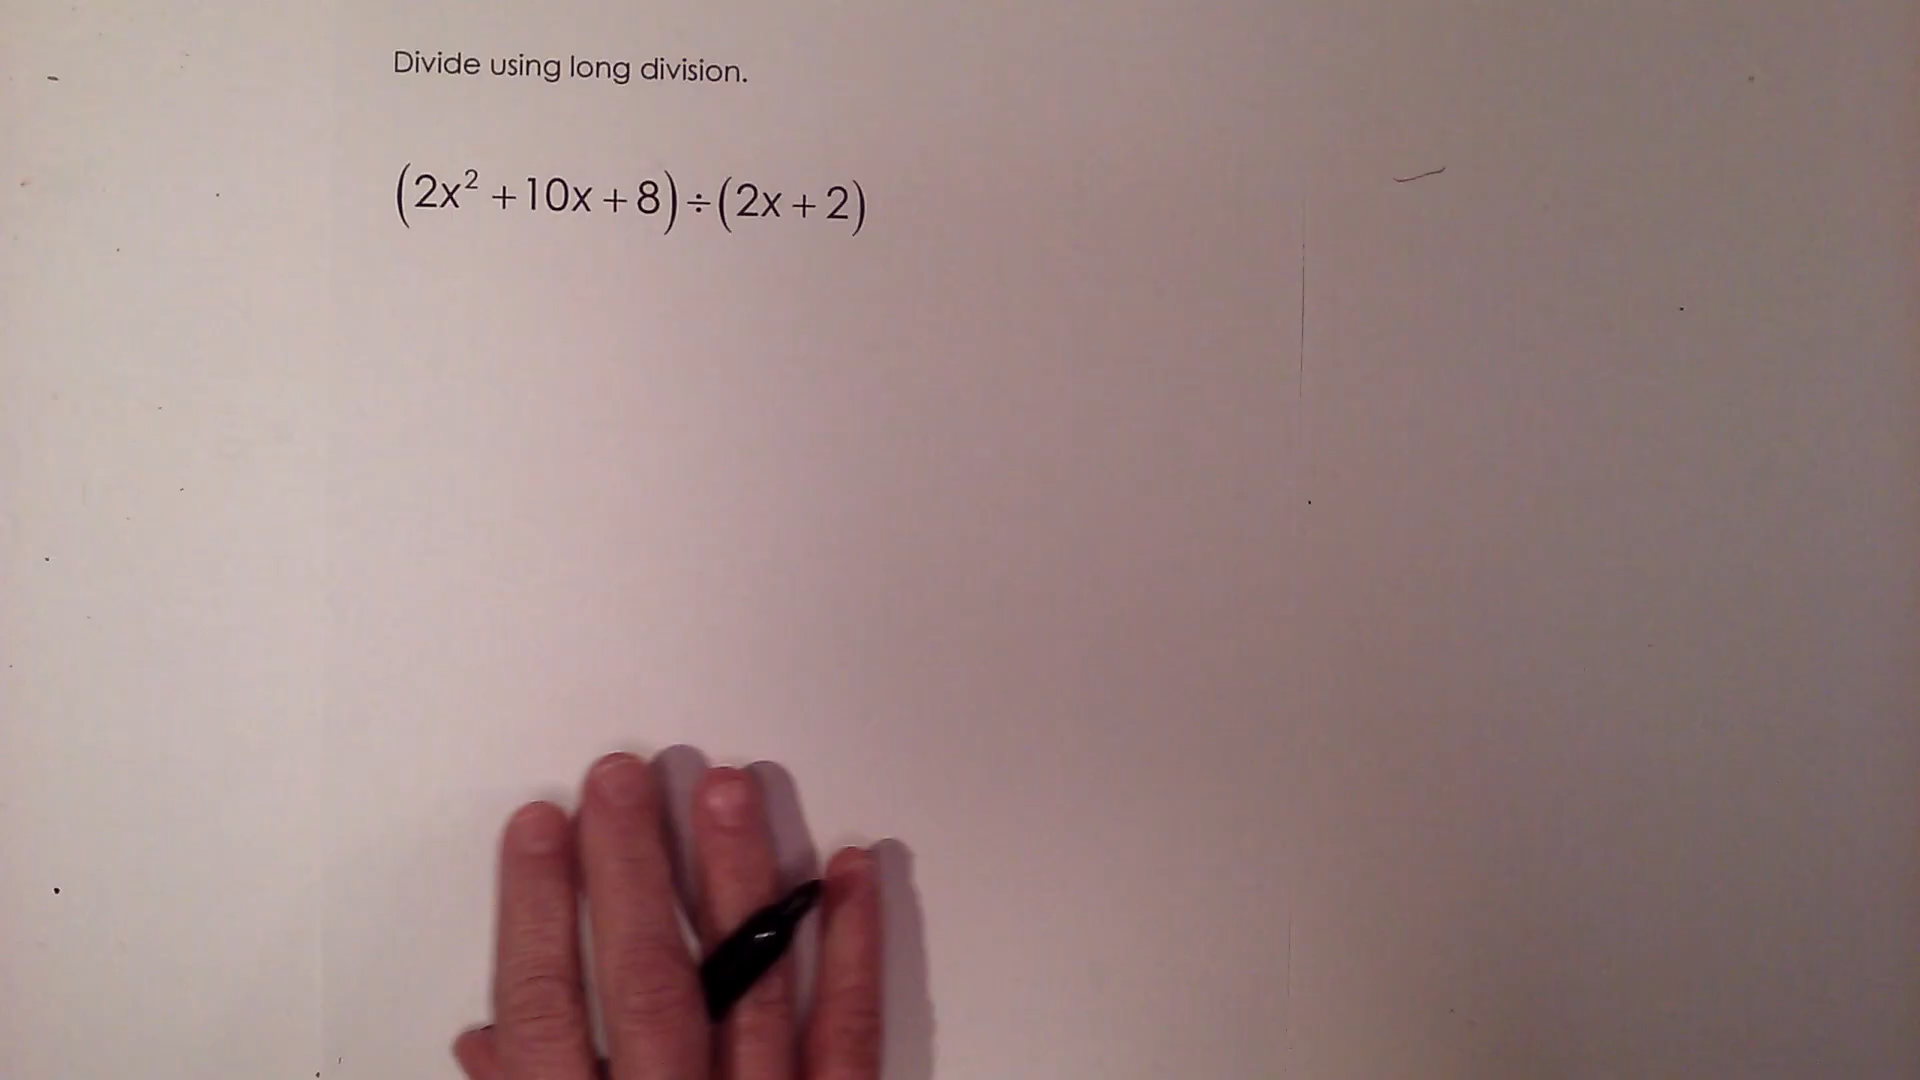 Divide using long division.
(2x² + 10x + 8) ÷ (2x + 2)